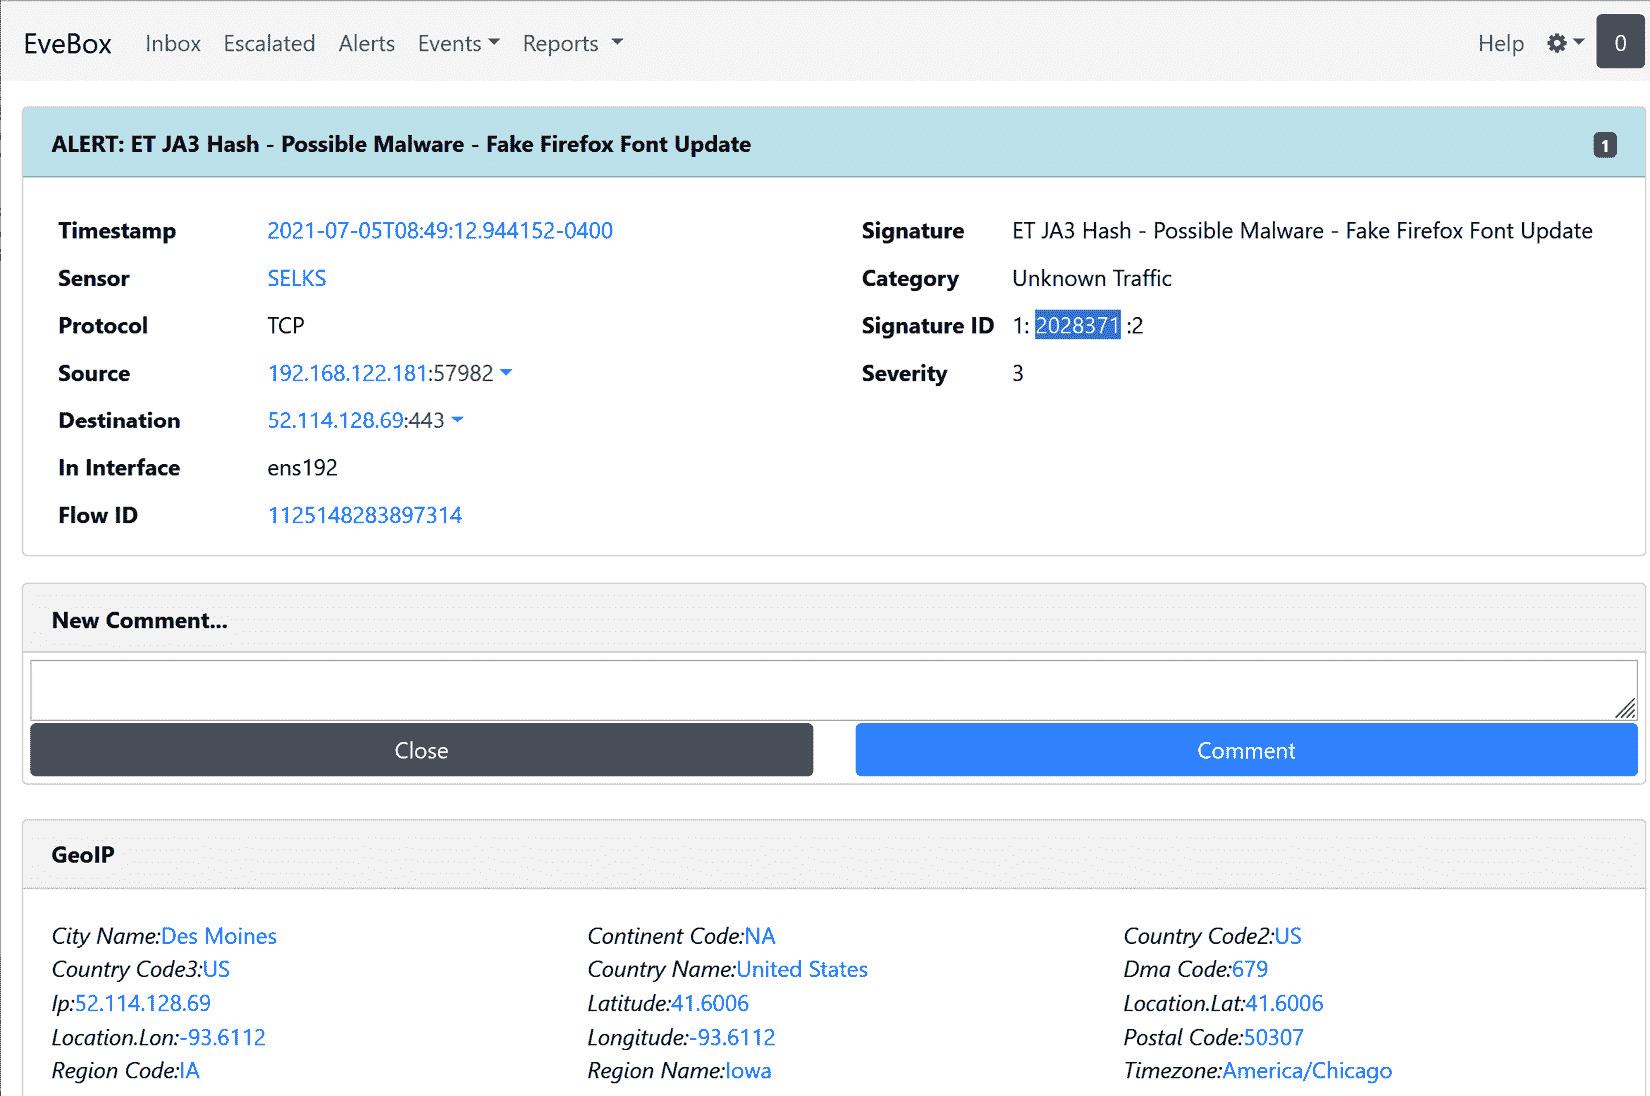 EveBox Inbox Escalated Alerts Events Reports Help 0
ALERT: ET JA3 Hash - Possible Malware - Fake Firefox Font Update 1
Timestamp 2021-07-05T08:49:12.944152-0400 Signature ET JA3 Hash - Possible Malware - Fake Firefox Font Update
Sensor SELKS Category Unknown Traffic
Protocol TCP Signature ID 1: 2028371 :2
Source 192.168.122.181:57982 Severity 3
Destination 52.114.128.69:443
In Interface ens192
Flow ID 1125148283897314
New Comment...
Close Comment
GeoIP
City Name:Des Moines Continent Code:NA Country Code2:US
Country Code3:US Country Name:United States Dma Code:679
Ip:52.114.128.69 Latitude:41.6006 Location.Lat:41.6006
Location.Lon:-93.6112 Longitude:-93.6112 Postal Code:50307
Region Code:IA Region Name:Iowa Timezone:America/Chicago